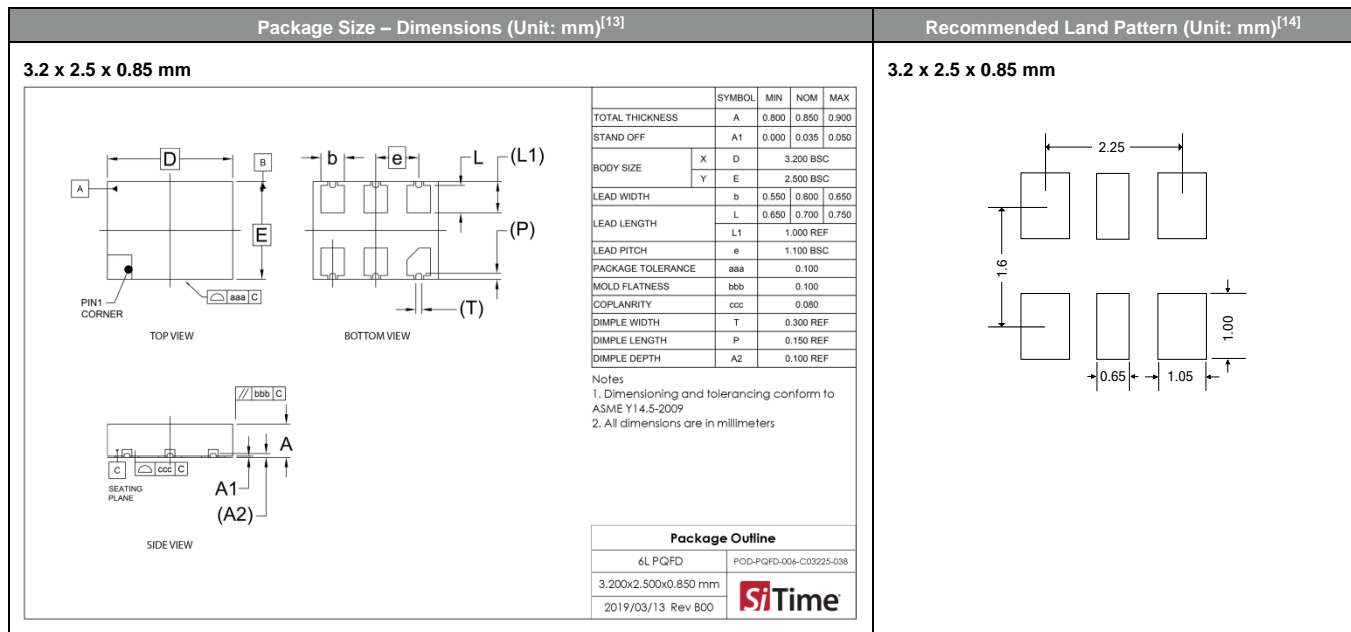 Package Size – Dimensions (Unit: mm)[13]
Recommended Land Pattern (Unit: mm)[14]
3.2 x 2.5 x 0.85 mm
D
B
A
E
PIN1
CORNER
aaa C
TOP VIEW
b
e
L
(L1)
(P)
(T)
BOTTOM VIEW
// bbb C
A
C
ccc C
SEATING
PLANE
A1
(A2)
SIDE VIEW
SYMBOL MIN NOM MAX
TOTAL THICKNESS A 0.800 0.850 0.900
STAND OFF A1 0.000 0.035 0.050
BODY SIZE X D 3.200 BSC
Y E 2.500 BSC
LEAD WIDTH b 0.550 0.600 0.650
LEAD LENGTH L 0.650 0.700 0.750
L1 1.000 REF
LEAD PITCH e 1.100 BSC
PACKAGE TOLERANCE aaa 0.100
MOLD FLATNESS bbb 0.100
COPLANRITY ccc 0.080
DIMPLE WIDTH T 0.300 REF
DIMPLE LENGTH P 0.150 REF
DIMPLE DEPTH A2 0.100 REF
Notes
1. Dimensioning and tolerancing conform to
ASME Y14.5-2009
2. All dimensions are in millimeters
Package Outline
6L PQFD POD-PQFD-006-C03225-038
3.200x2.500x0.850 mm
2019/03/13 Rev B00
SiTime
3.2 x 2.5 x 0.85 mm
2.25
1.6
1.00
0.65
1.05